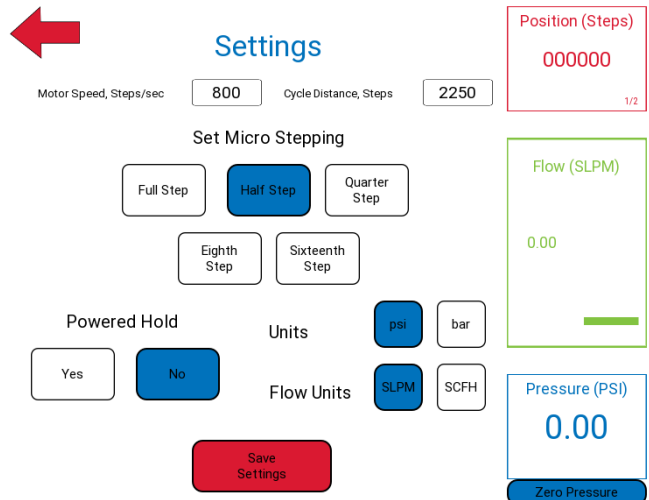 Settings
Motor Speed, Steps/sec 800 Cycle Distance, Steps 2250
Set Micro Stepping
Full Step
Half Step
Quarter
Step
Eighth
Step
Sixteenth
Step
Powered Hold
Yes
No
Units
psi
bar
Flow Units
SLPM
SCFH
Save
Settings
Position (Steps)
000000
1/2
Flow (SLPM)
0.00
Pressure (PSI)
0.00
Zero Pressure